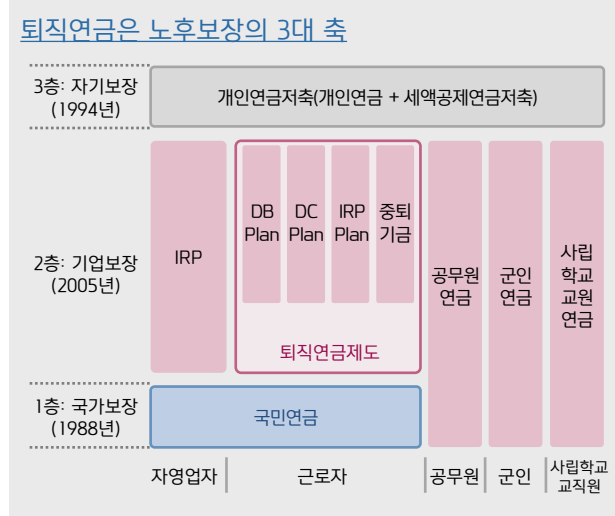 퇴직연금은 노후보장의 3대 축
3층: 자기보장
(1994년)
개인연금저축(개인연금 + 세액공제연금저축)
2층: 기업보장
(2005년)
IRP
DB
Plan
DC
Plan
IRP
Plan
중퇴
기금
퇴직연금제도
공무원
연금
군인
연금
사립
학교
교원
연금
1층: 국가보장
(1988년)
국민연금
자영업자
근로자
공무원
군인
사립학교
교직원